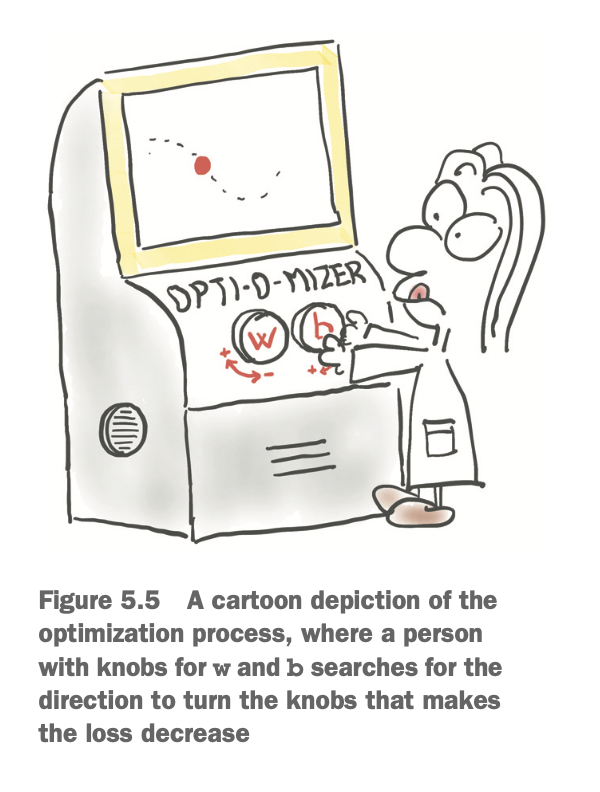 OPTI-O-MIZER
w b
+ - +
Figure 5.5 A cartoon depiction of the
optimization process, where a person
with knobs for w and b searches for the
direction to turn the knobs that makes
the loss decrease